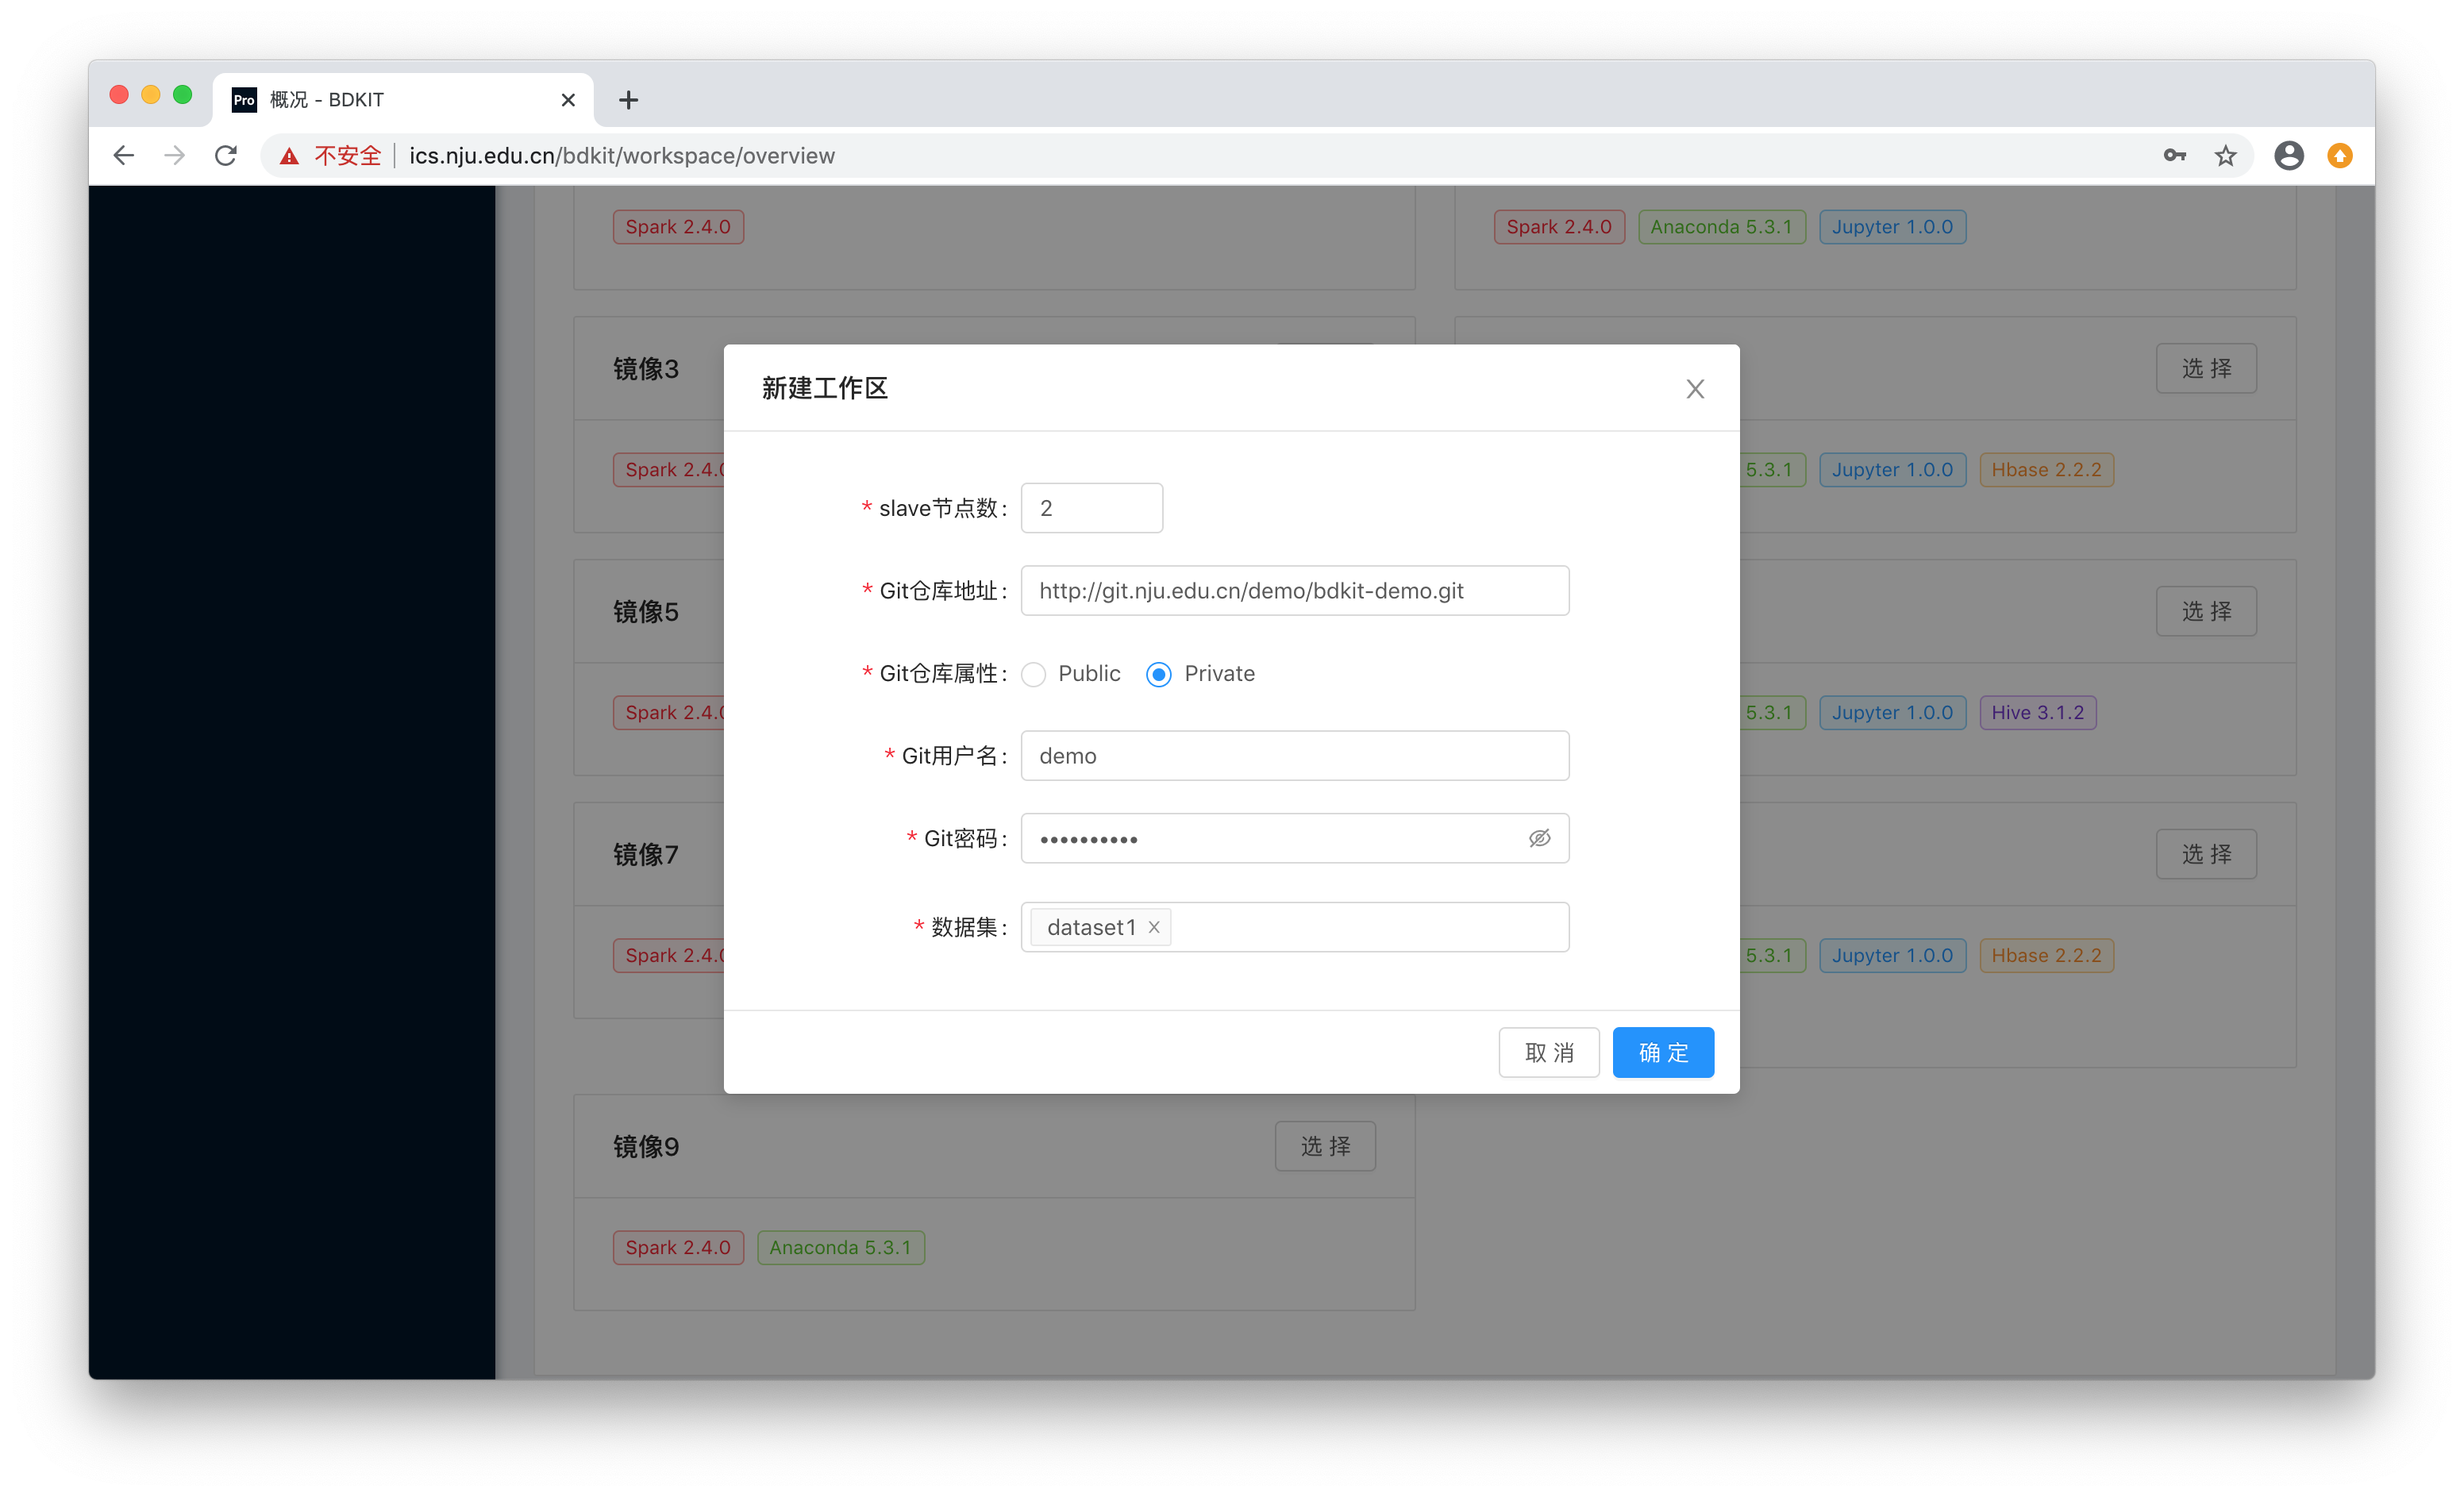 Pro 概况 - BDKIT
不安全 ics.nju.edu.cn/bdkit/workspace/overview
Spark 2.4.0
Spark 2.4.0 Anaconda 5.3.1 Jupyter 1.0.0
镜像3
选 择
Spark 2.4.0
5.3.1 Jupyter 1.0.0 Hbase 2.2.2
镜像5
选 择
Spark 2.4.0
5.3.1 Jupyter 1.0.0 Hive 3.1.2
镜像7
选 择
Spark 2.4.0
5.3.1 Jupyter 1.0.0 Hbase 2.2.2
镜像9
选 择
Spark 2.4.0 Anaconda 5.3.1
新建工作区
* slave节点数: 2
* Git仓库地址: http://git.nju.edu.cn/demo/bdkit-demo.git
* Git仓库属性: Public Private
* Git用户名: demo
* Git密码: ••••••••••
* 数据集: dataset1
取 消 确 定